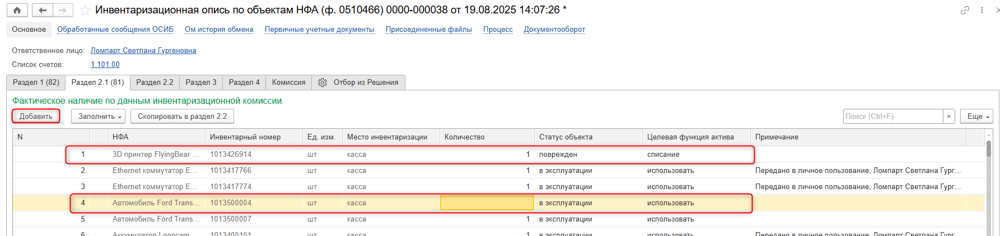 Инвентаризационная опись по объектам НФА (ф. 0510466) 0000-000038 от 19.08.2025 14:07:26 *
Основное Обработанные сообщения ОСИБ Ом история обмена Первичные учетные документы Присоединенные файлы Процесс Документооборот
Ответственное лицо: Ломпарт Светлана Гургеновна
Список счетов: 1.101.00
Раздел 1 (82) Раздел 2.1 (81) Раздел 2.2 Раздел 3 Раздел 4 Комиссия Отбор из Решения
Фактическое наличие по данным инвентаризационной комиссии
Добавить Заполнить Скопировать в раздел 2.2 Поиск (Ctrl+F) × Еще
N НФА Инвентарный номер Ед. изм. Место инвентаризации Количество Статус объекта Целевая функция актива Примечание
1 3D принтер FlyingBear ... 1013426914 шт касса 1 поврежден списание
2 Ethernet коммутатор E... 1013417766 шт касса 1 в эксплуатации использовать Передано в личное пользование, Ломпарт Светлана Гург...
3 Ethernet коммутатор E... 1013417774 шт касса 1 в эксплуатации использовать Передано в личное пользование, Ломпарт Светлана Гург...
4 Автомобиль Ford Trans... 1013500004 шт касса в эксплуатации использовать
5 Автомобиль Ford Trans... 1013500007 шт касса 1 в эксплуатации использовать
6 Аккумулятор Logocam 1013400101 шт касса 1 в эксплуатации использовать Передано в личное пользование, Ломпарт Светлана Гург...